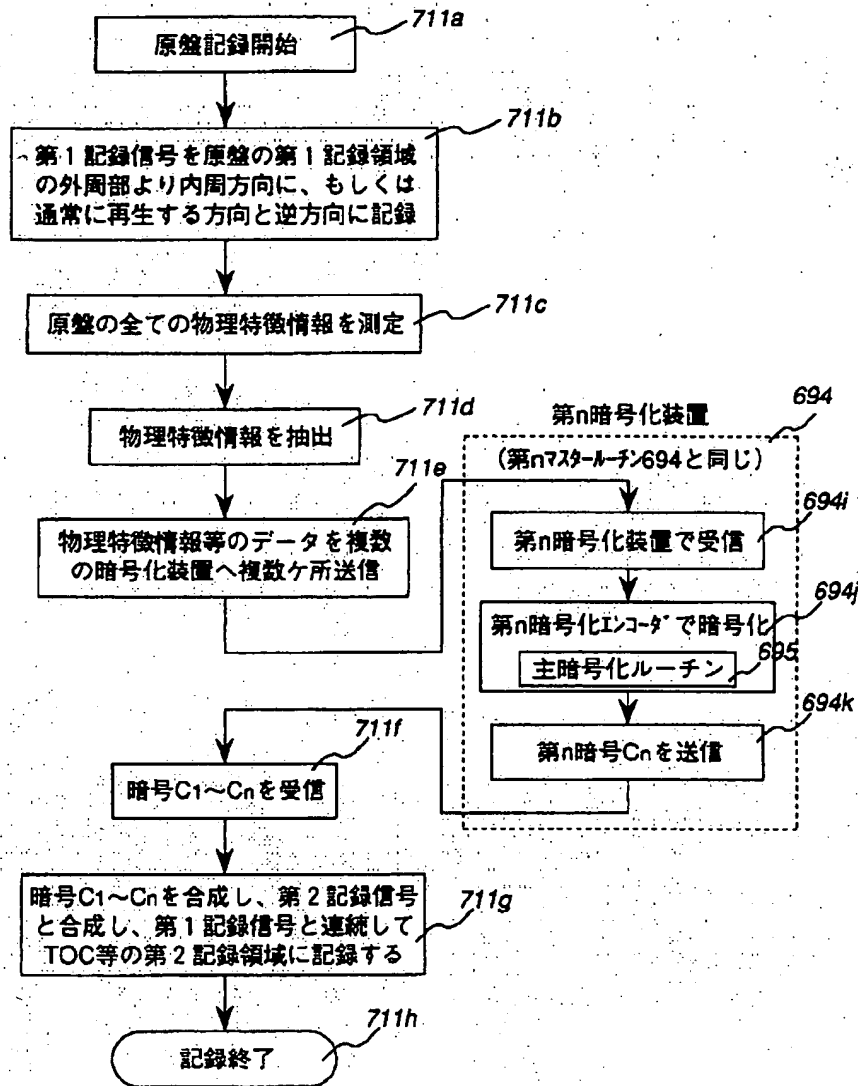 711a
原盤記録開始
711b
第1記録信号を原盤の第1記録領域
の外周部より内周方向に、もしくは
通常に再生する方向と逆方向に記録
711c
原盤の全ての物理特徴情報を測定
711d
物理特徴情報を抽出
711e
物理特徴情報等のデータを複数
の暗号化装置へ複数ケ所送信
第n暗号化装置
694
(第nマスタールーチン694と同じ)
694i
第n暗号化装置で受信
694j
第n暗号化エンコーダで暗号化
695
主暗号化ルーチン
694k
第n暗号Cnを送信
711f
暗号C1~Cnを受信
711g
暗号C1~Cnを合成し、第2記録信号
と合成し、第1記録信号と連続して
TOC等の第2記録領域に記録する
711h
記録終了